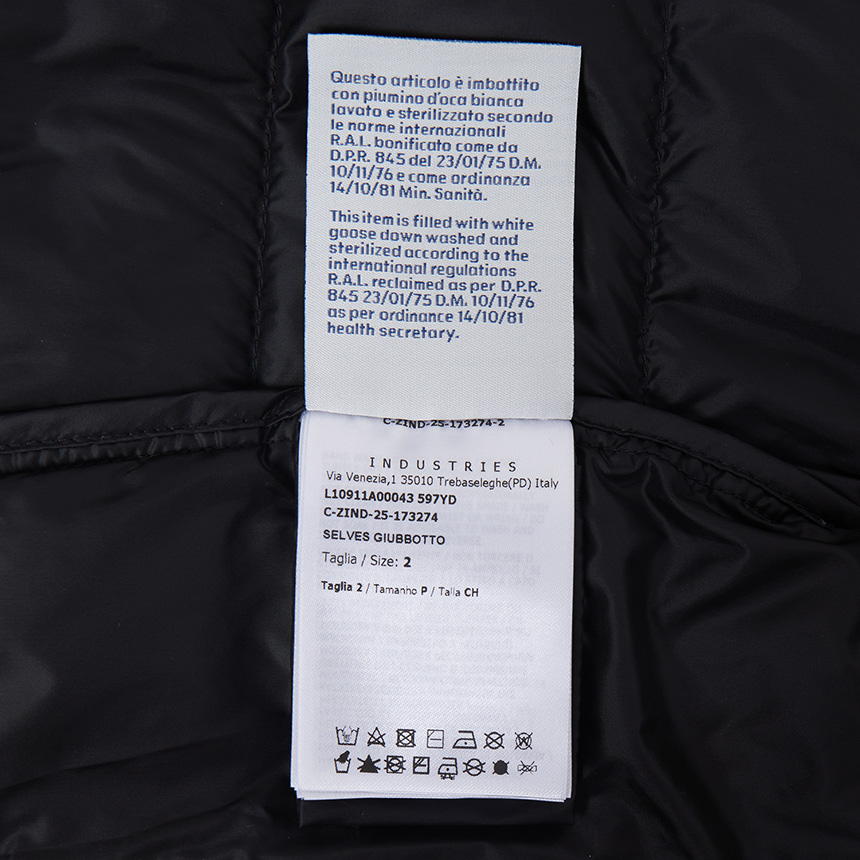 Questo articolo è imbottito
con piumino d'oca bianca
lavato e sterilizzato secondo
le norme internazionali
R.A.L. bonificato come da
D.P.R. 845 del 23/01/75 D.M.
10/11/76 e come ordinanza
14/10/81 Min. Sanità.
This item is filled with white
goose down washed and
sterilized according to the
international regulations
R.A.L. reclaimed as per D.P.R.
845 23/01/75 D.M. 10/11/76
as per ordinance 14/10/81
health secretary.
C-ZIND-25-173274-2
INDUSTRIES
Via Venezia,1 35010 Trebaseleghe(PD) Italy
L10911A00043 597YD
C-ZIND-25-173274
SELVES GIUBBOTTO
Taglia / Size: 2
Taglia 2 / Tamanho P / Talla CH